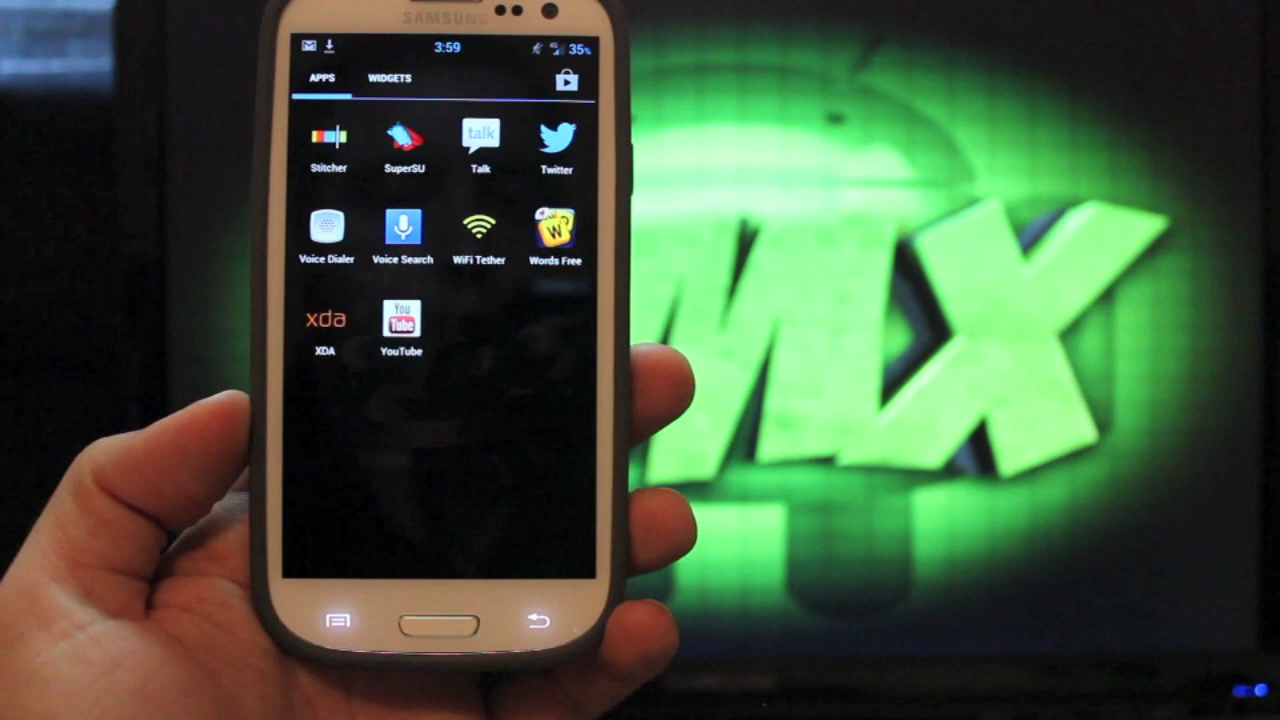 SAMSUNG
3:59
4G
35%
APPS WIDGETS
talk
Stitcher SuperSU Talk Twitter
W
Voice Dialer Voice Search WiFi Tether Words Free
xda
You
Tube
XDA YouTube
MX